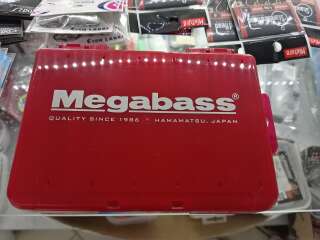 Megabass®
QUALITY SINCE 1986 · HAMAMATSU, JAPAN